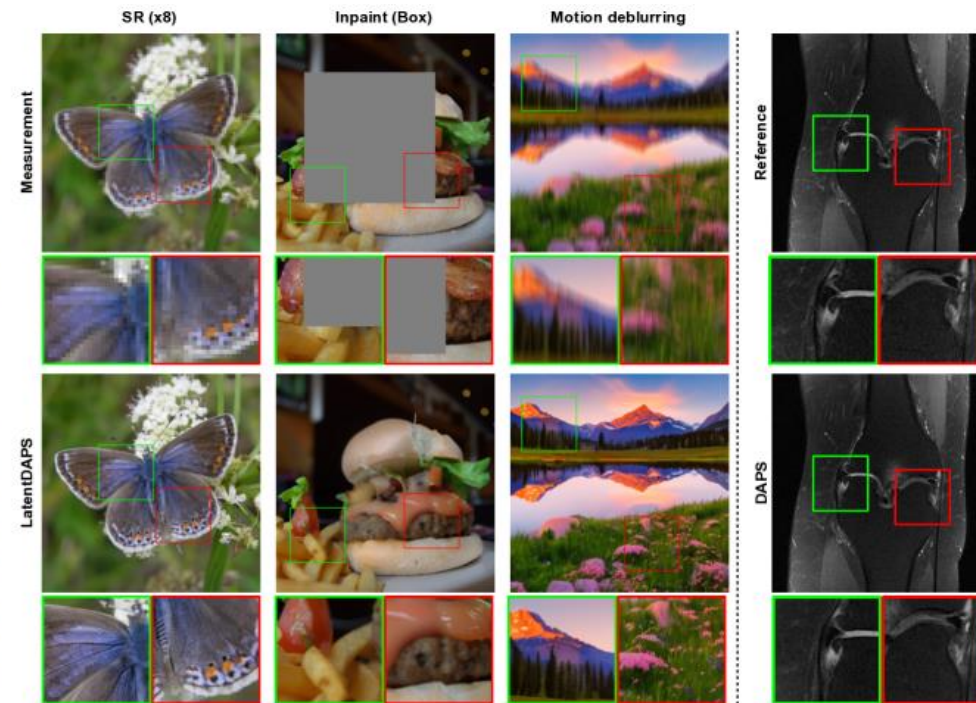 SR (x8)
Inpaint (Box)
Motion deblurring
Measurement
Reference
LatentDAPS
DAPS